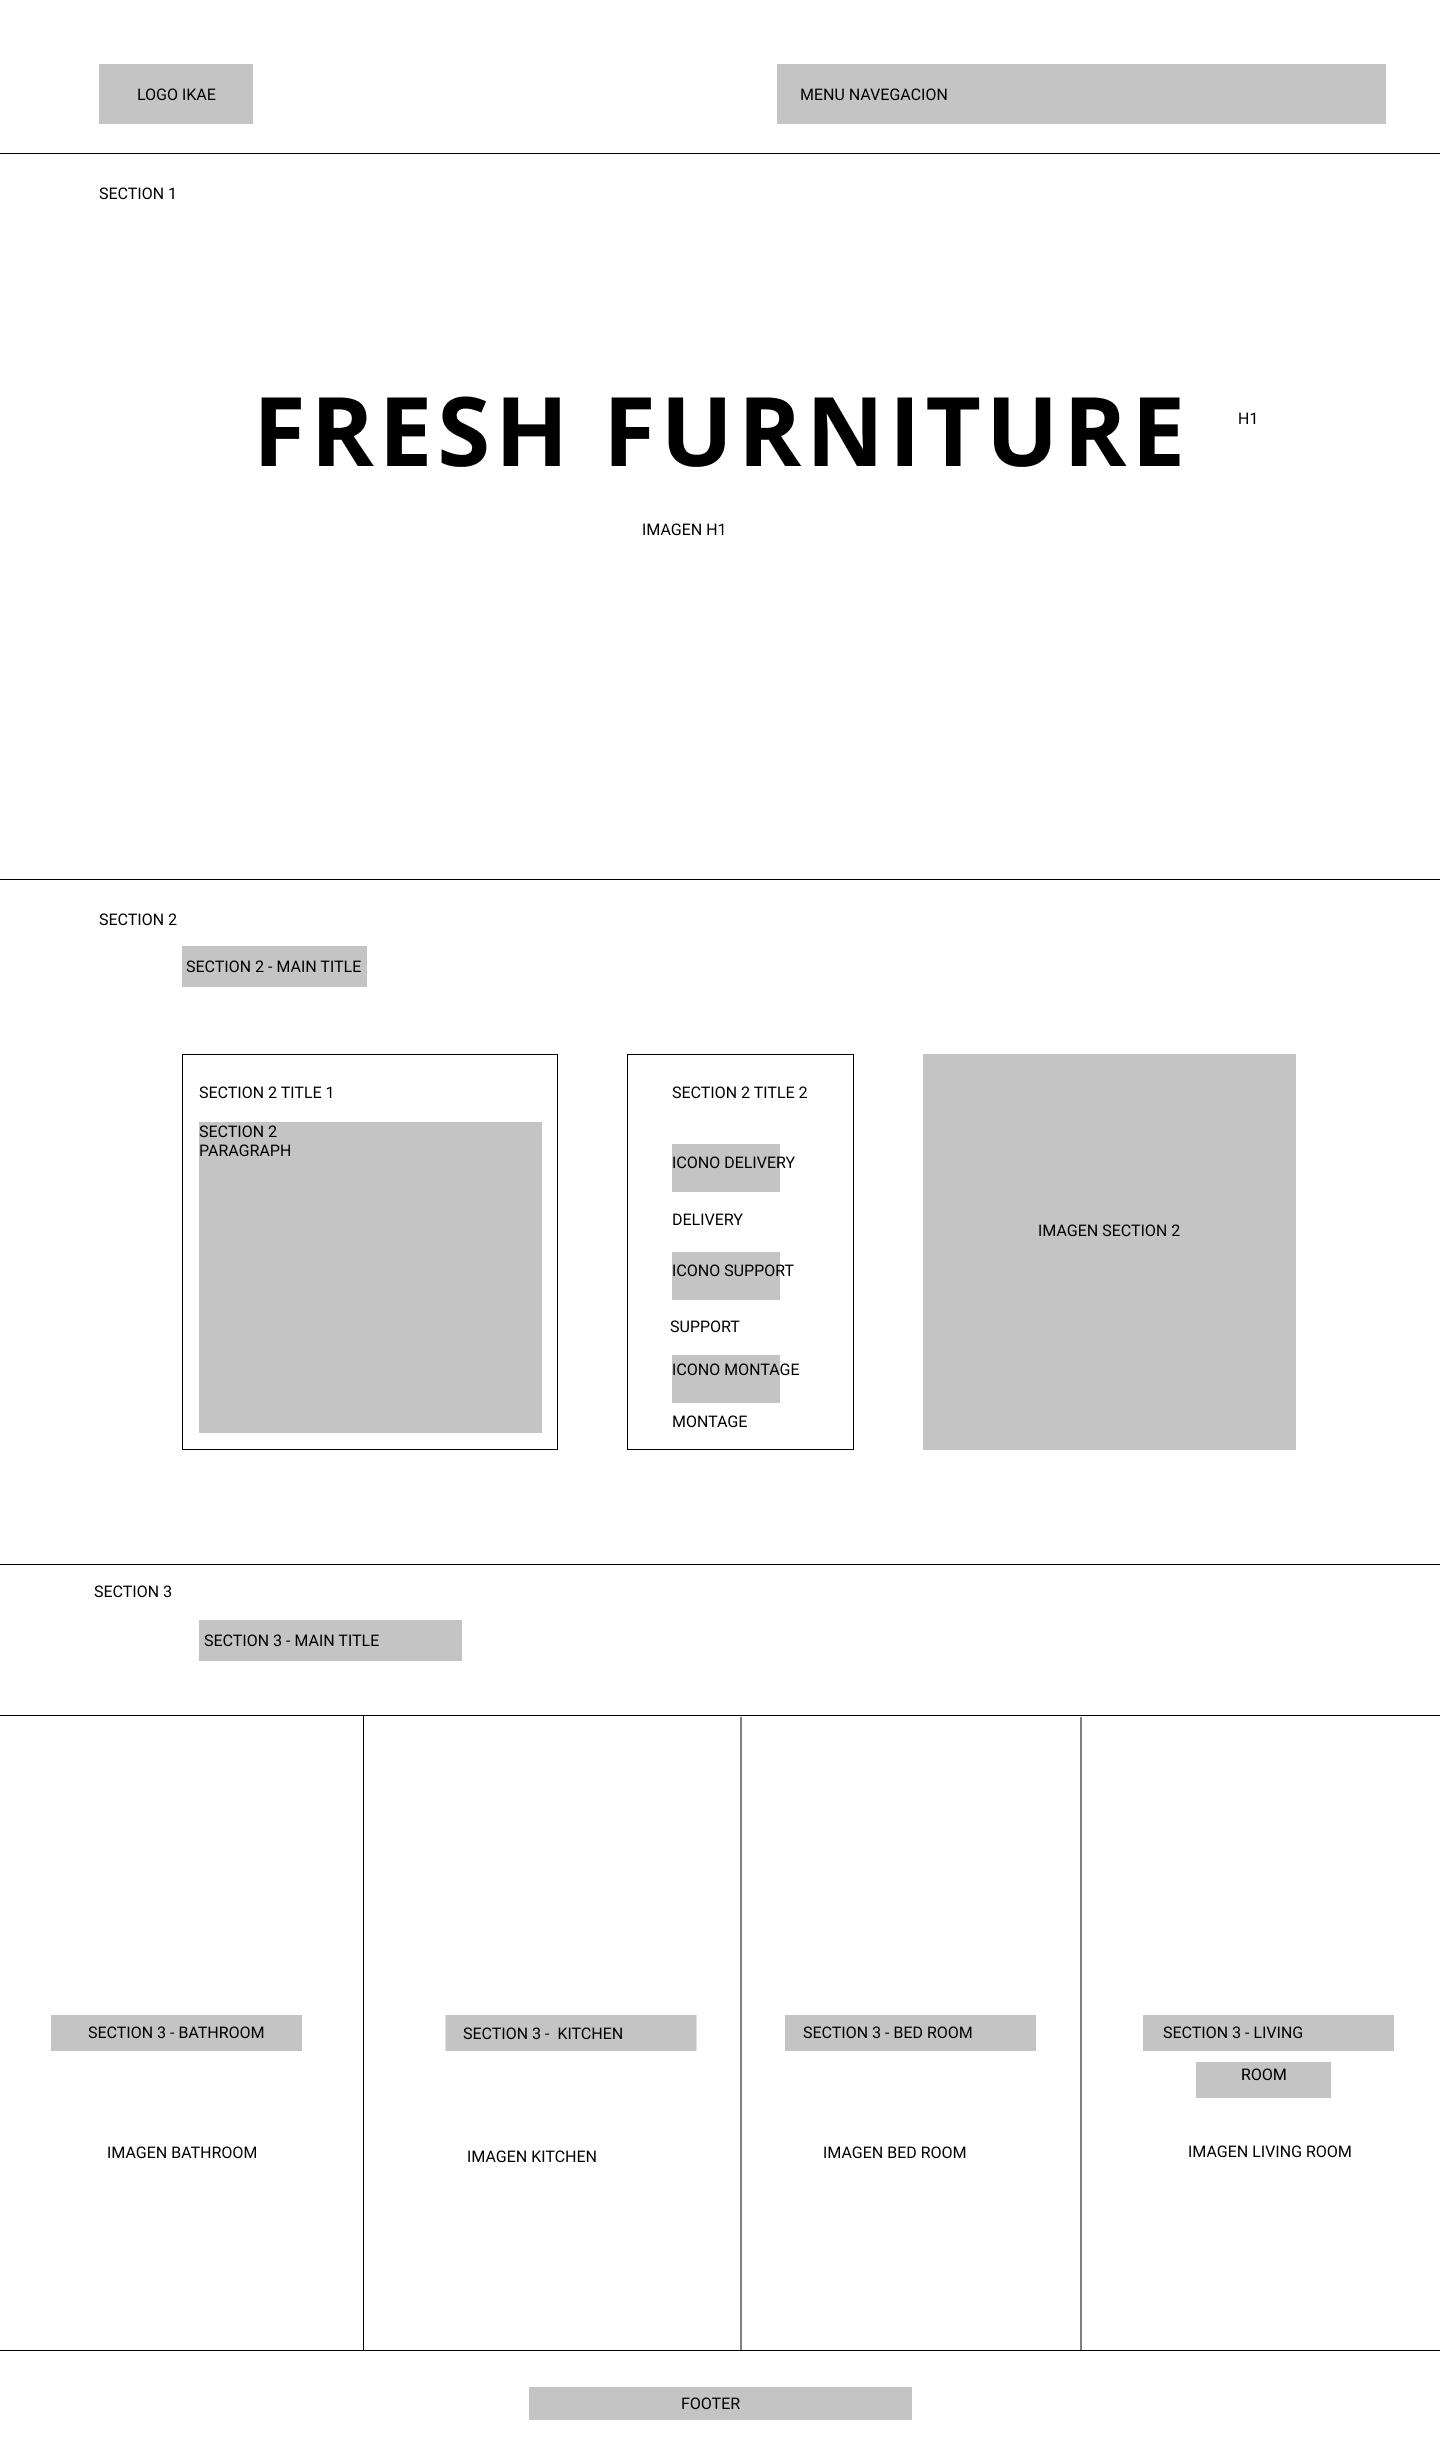 LOGO IKAE
MENU NAVEGACION
SECTION 1
FRESH FURNITURE
H1
IMAGEN H1
SECTION 2
SECTION 2 - MAIN TITLE
SECTION 2 TITLE 1
SECTION 2
PARAGRAPH
SECTION 2 TITLE 2
ICONO DELIVERY
DELIVERY
ICONO SUPPORT
SUPPORT
ICONO MONTAGE
MONTAGE
IMAGEN SECTION 2
SECTION 3
SECTION 3 - MAIN TITLE
SECTION 3 - BATHROOM
IMAGEN BATHROOM
SECTION 3 -  KITCHEN
IMAGEN KITCHEN
SECTION 3 - BED ROOM
IMAGEN BED ROOM
SECTION 3 - LIVING
ROOM
IMAGEN LIVING ROOM
FOOTER